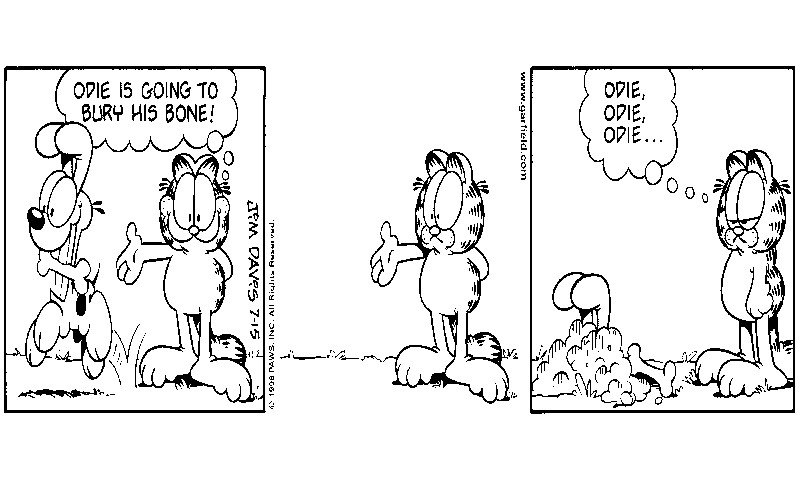 ODIE IS GOING TO
BURY HIS BONE!
JIM DAVIS 7-15
© 1998 PAWS, INC. All Rights Reserved.
www.garfield.com
ODIE,
ODIE,
ODIE...